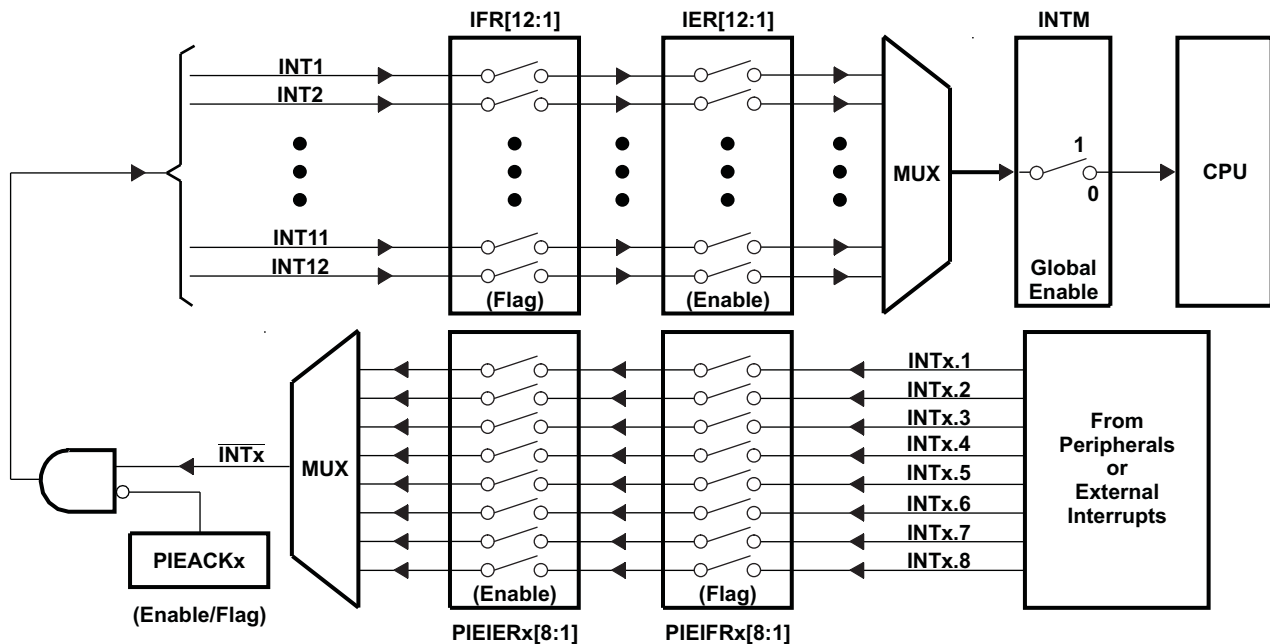 IFR[12:1]
IER[12:1]
INTM
INT1
INT2
1
MUX
CPU
0
INT11
INT12
Global
Enable
(Flag)
(Enable)
INTx.1
INTx.2
INTx.3
INTx.4
INTx.5
INTx.6
INTx.7
INTx.8
From
Peripherals
or
External
Interrupts
INTx
MUX
PIEACKx
(Enable/Flag)
(Enable)
(Flag)
PIEIERx[8:1]
PIEIFRx[8:1]